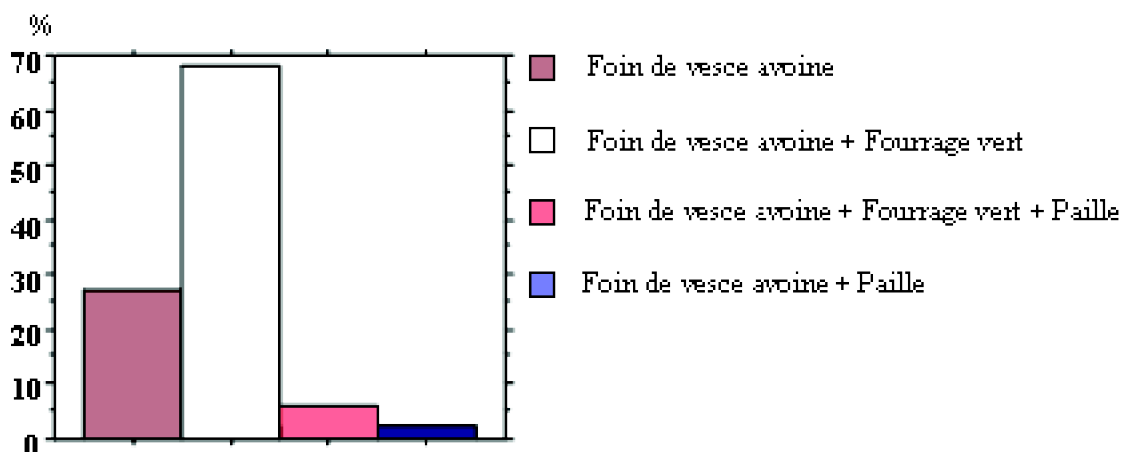 %
70
60
50
40
30
20
10
0
Foin de vesce avoine
Foin de vesce avoine + Fourrage vert
Foin de vesce avoine + Fourrage vert + Paille
Foin de vesce avoine + Paille